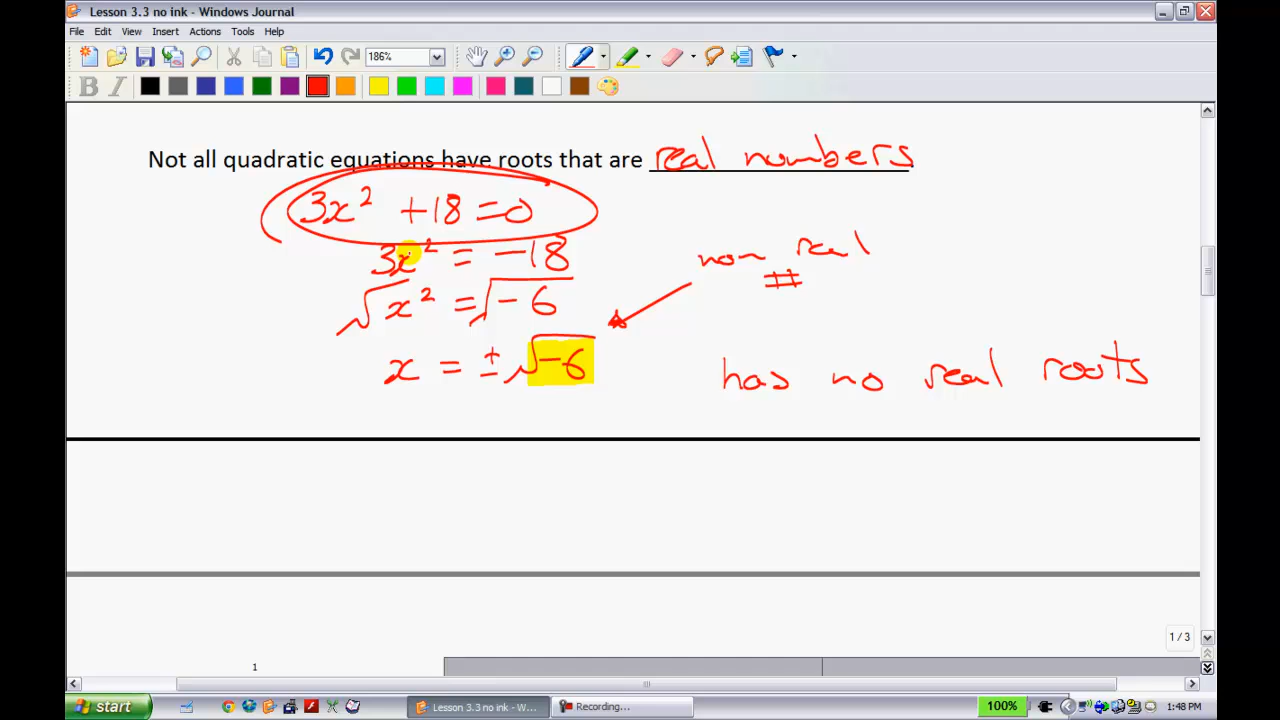 Lesson 3.3 no ink - Windows Journal
File Edit View Insert Actions Tools Help
186%
B I
Not all quadratic equations have roots that are real numbers.
3x² + 18 = 0
3x² = -18
non real
#
√x² = √-6
x = ± √-6
has no real roots
1 / 3
1
start
Lesson 3.3 no ink - W...
Recording...
100%
1:48 PM